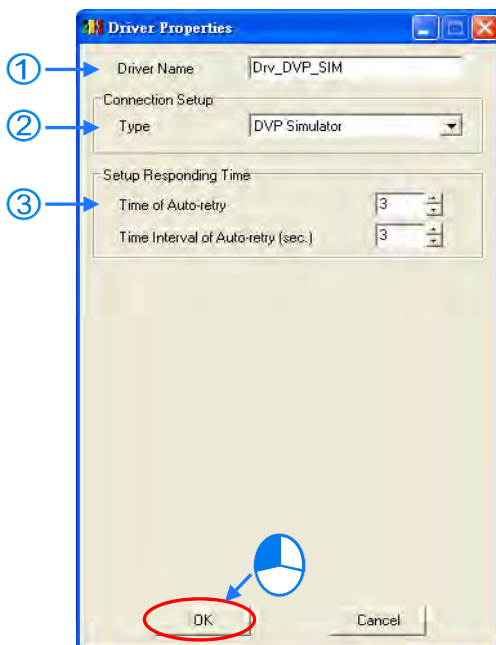 Driver Properties
① Driver Name Drv_DVP_SIM
Connection Setup
② Type DVP Simulator
Setup Responding Time
③ Time of Auto-retry 3
Time Interval of Auto-retry (sec.) 3
OK Cancel